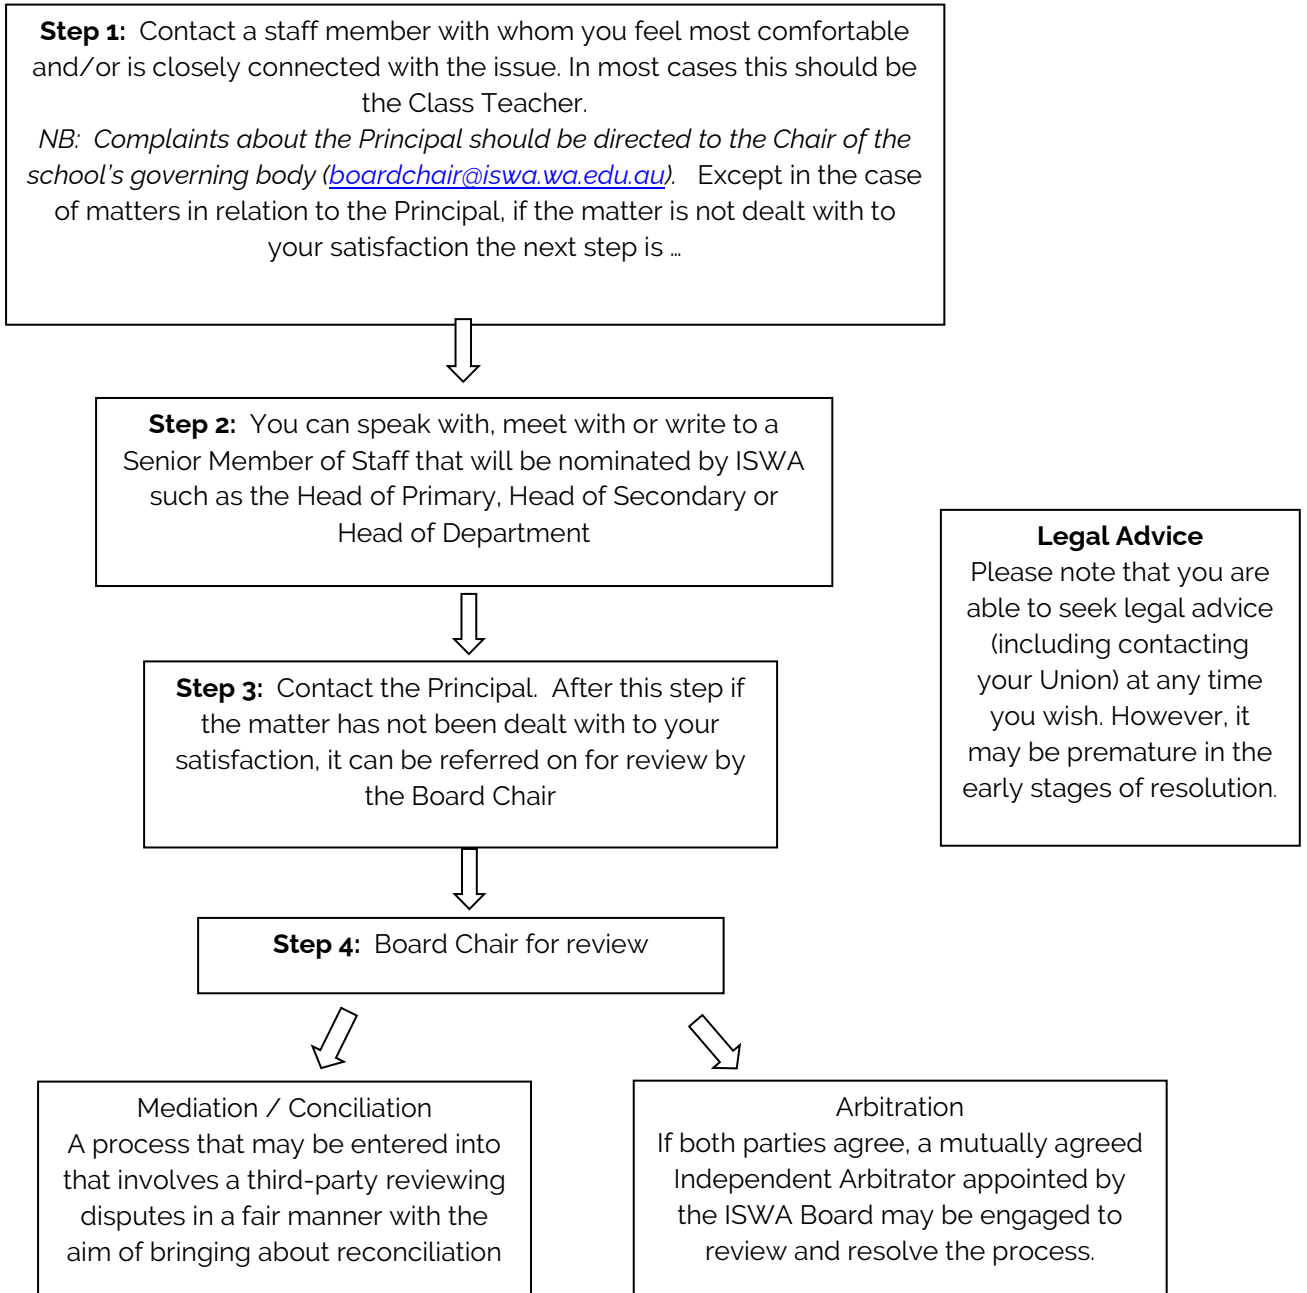 Step 1: Contact a staff member with whom you feel most comfortable
and/or is closely connected with the issue. In most cases this should be
the Class Teacher.
NB: Complaints about the Principal should be directed to the Chair of the
school's governing body (boardchair@iswa.wa.edu.au). Except in the case
of matters in relation to the Principal, if the matter is not dealt with to
your satisfaction the next step is …
Step 2: You can speak with, meet with or write to a
Senior Member of Staff that will be nominated by ISWA
such as the Head of Primary, Head of Secondary or
Head of Department
Legal Advice
Please note that you are
able to seek legal advice
(including contacting
your Union) at any time
you wish. However, it
may be premature in the
early stages of resolution.
Step 3: Contact the Principal. After this step if
the matter has not been dealt with to your
satisfaction, it can be referred on for review by
the Board Chair
Step 4: Board Chair for review
Mediation / Conciliation
A process that may be entered into
that involves a third-party reviewing
disputes in a fair manner with the
aim of bringing about reconciliation
Arbitration
If both parties agree, a mutually agreed
Independent Arbitrator appointed by
the ISWA Board may be engaged to
review and resolve the process.